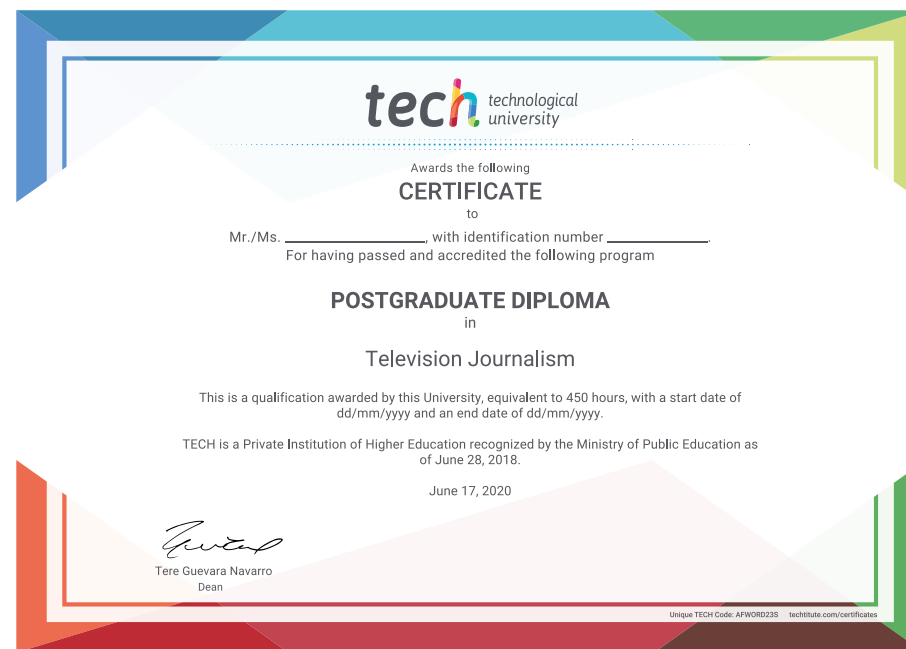 tech technological
university
Awards the following
CERTIFICATE
to
Mr./Ms. ____________________, with identification number ______________.
For having passed and accredited the following program
POSTGRADUATE DIPLOMA
in
Television Journalism
This is a qualification awarded by this University, equivalent to 450 hours, with a start date of
dd/mm/yyyy and an end date of dd/mm/yyyy.
TECH is a Private Institution of Higher Education recognized by the Ministry of Public Education as
of June 28, 2018.
June 17, 2020
Tere Guevara Navarro
Dean
Unique TECH Code: AFWORD23S techtitute.com/certificates